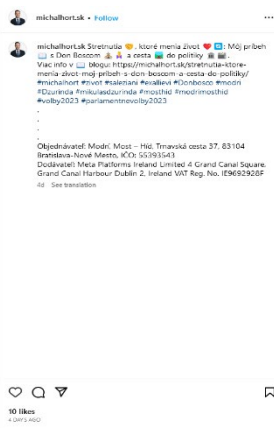 michalhort.sk • Follow
michalhort.sk Stretnutia 🤝, ktoré menia život ❤️ ➡️: Môj príbeh
📖 s Don Boscom 🙏 🙏 a cesta 🛣️ do politiky 🏛️ 🗳️.
Viac info v 📖 blogu: https://michalhort.sk/stretnutia-ktore-
menia-zivot-moj-pribeh-s-don-boscom-a-cesta-do-politiky/
#michalhort #zivot #saleziani #exallievi #Donbosco #modri
#Dzurinda #mikulasdzurinda #mosthid #modrimosthid
#volby2023 #parlamentnevolby2023
.
.
.
.
.
Objednávateľ: Modrí, Most – Híd, Trnavská cesta 37, 83104
Bratislava-Nové Mesto, IČO: 55393543
Dodávateľ: Meta Platforms Ireland Limited 4 Grand Canal Square,
Grand Canal Harbour Dublin 2, Ireland VAT Reg. No. IE9692928F
4d See translation
10 likes
4 DAYS AGO